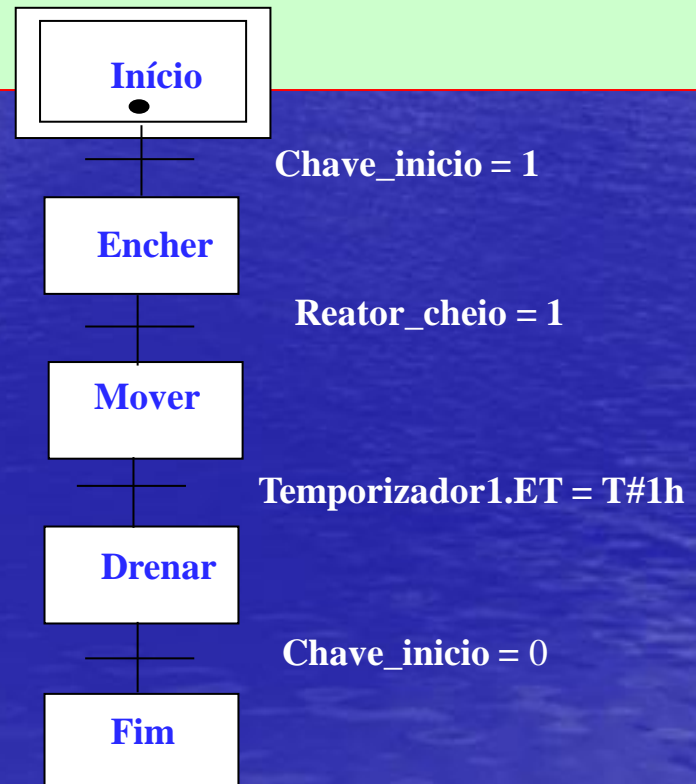 Início
Chave_inicio = 1
Encher
Reator_cheio = 1
Mover
Temporizador1.ET = T#1h
Drenar
Chave_inicio = 0
Fim